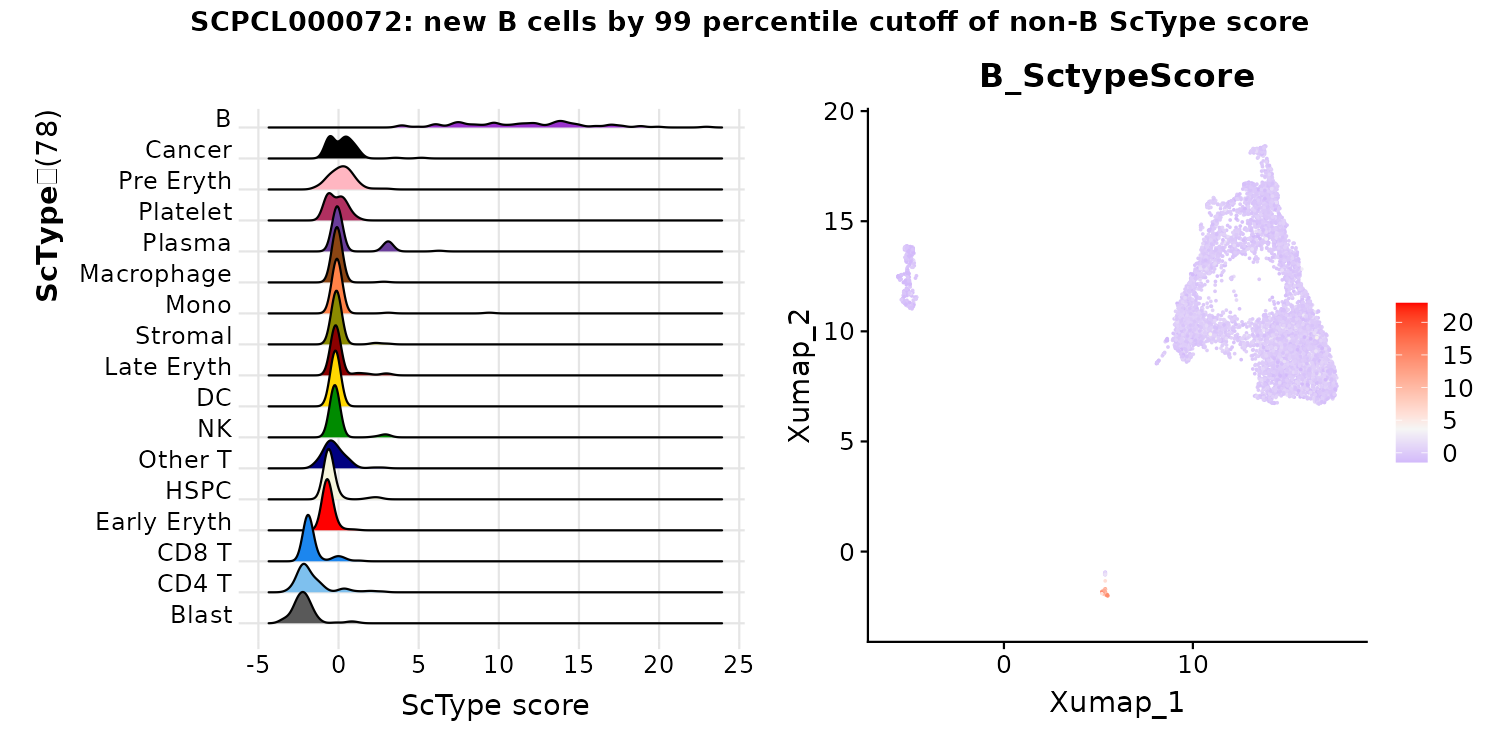 SCPCL000072: new B cells by 99 percentile cutoff of non-B ScType score
B_SctypeScore
ScType□(78)
B
Cancer
Pre Eryth
Platelet
Plasma
Macrophage
Mono
Stromal
Late Eryth
DC
NK
Other T
HSPC
Early Eryth
CD8 T
CD4 T
Blast
-5 0 5 10 15 20 25
ScType score
Xumap_2
20
15
10
5
0
0 10
Xumap_1
20
15
10
5
0